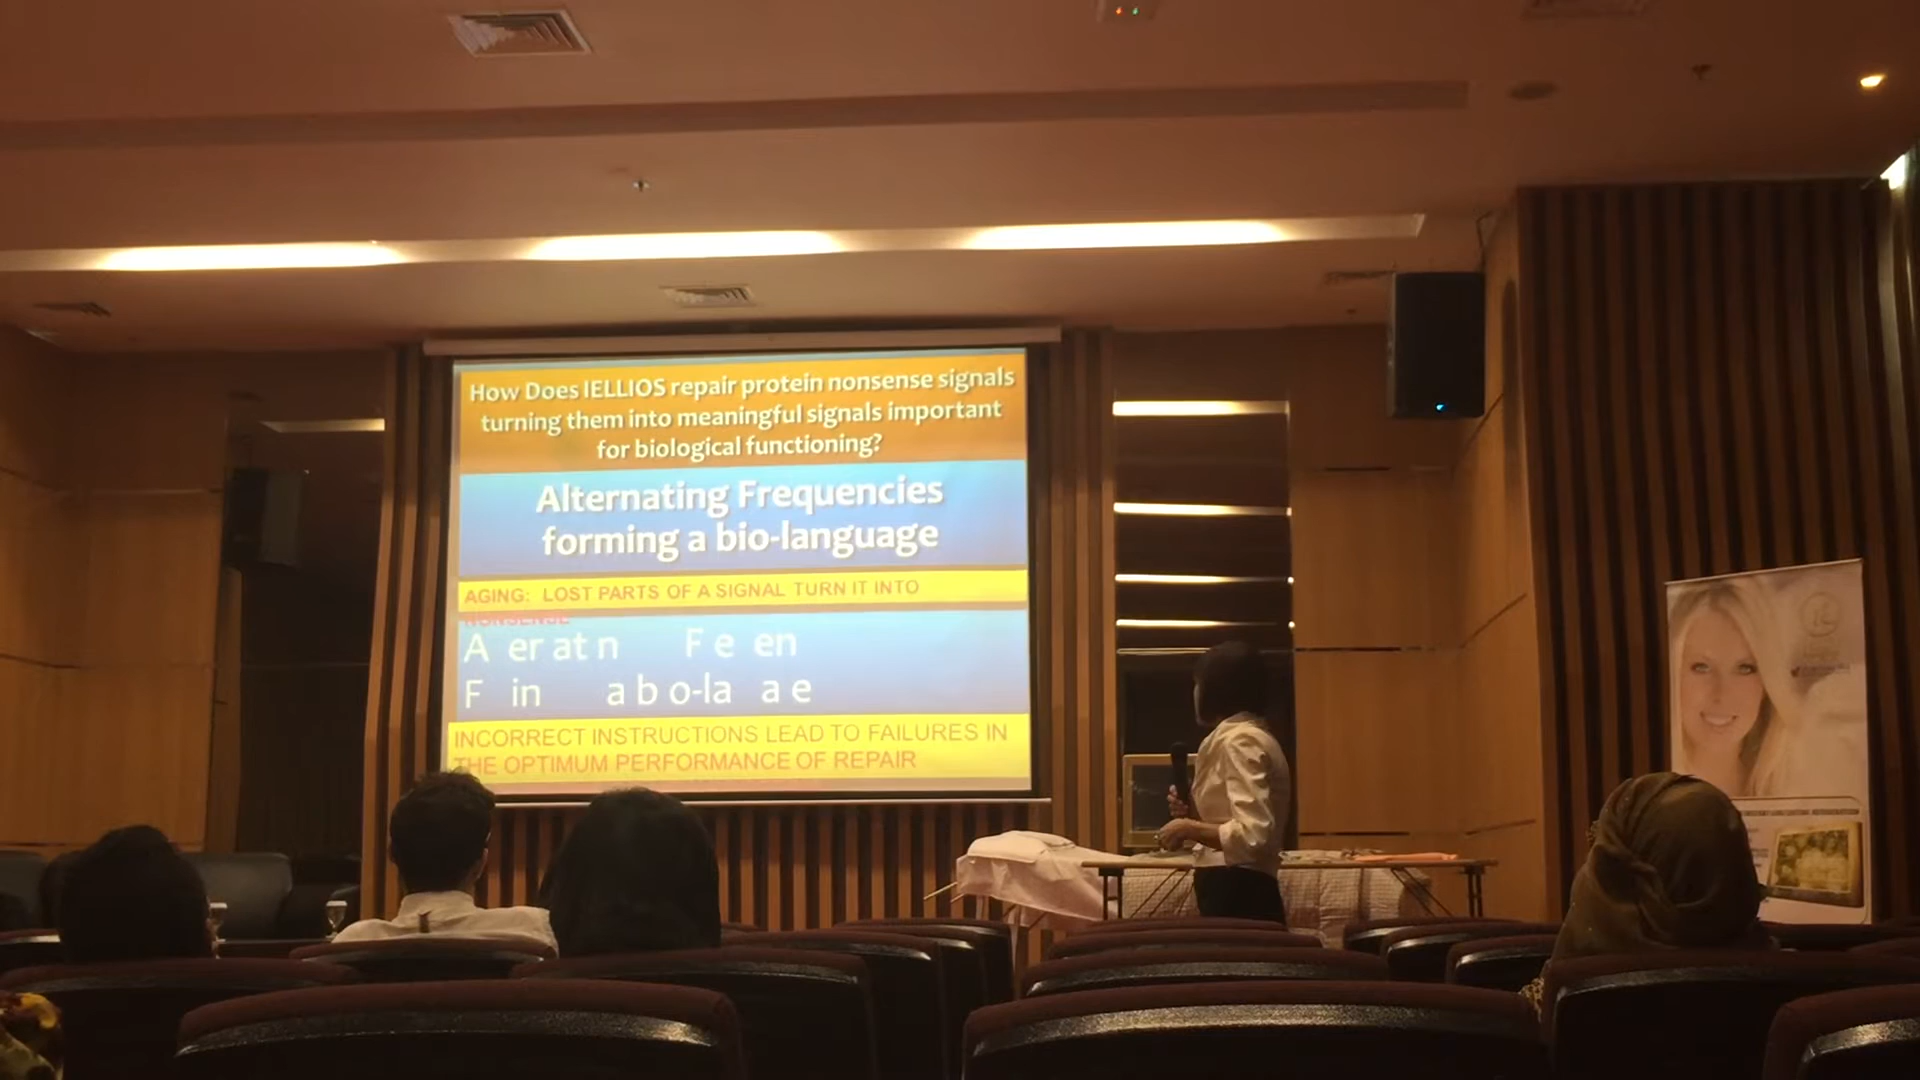 How Does IELLIOS repair protein nonsense signals
turning them into meaningful signals important
for biological functioning?
Alternating Frequencies
forming a bio-language
AGING: LOST PARTS OF A SIGNAL TURN IT INTO
NONSENSE
A er at n F e en
F in a b o-la a e
INCORRECT INSTRUCTIONS LEAD TO FAILURES IN
THE OPTIMUM PERFORMANCE OF REPAIR